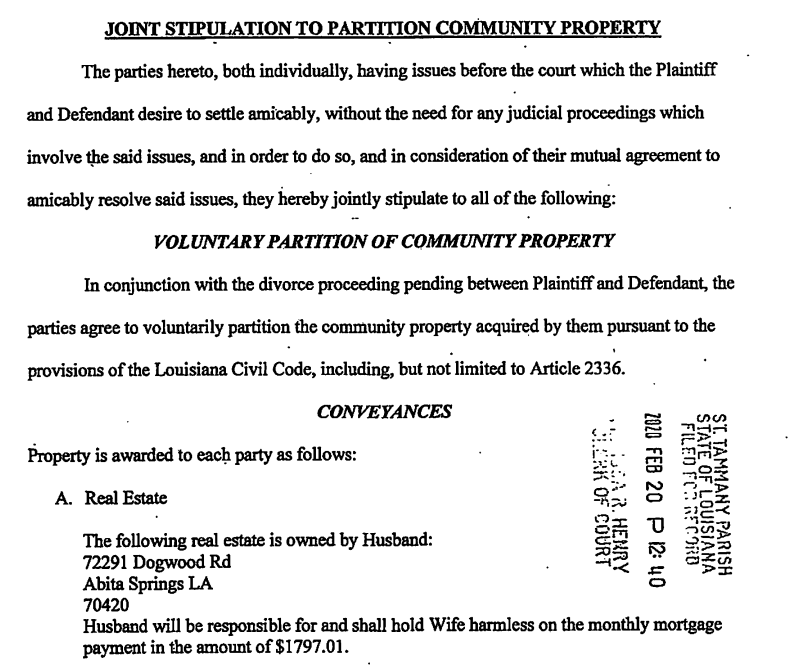 JOINT STIPULATION TO PARTITION COMMUNITY PROPERTY
The parties hereto, both individually, having issues before the court which the Plaintiff
and Defendant desire to settle amicably, without the need for any judicial proceedings which
involve the said issues, and in order to do so, and in consideration of their mutual agreement to
amicably resolve said issues, they hereby jointly stipulate to all of the following:
VOLUNTARY PARTITION OF COMMUNITY PROPERTY
In conjunction with the divorce proceeding pending between Plaintiff and Defendant, the
parties agree to voluntarily partition the community property acquired by them pursuant to the
provisions of the Louisiana Civil Code, including, but not limited to Article 2336.
CONVEYANCES
Property is awarded to each party as follows:
A. Real Estate
The following real estate is owned by Husband:
72291 Dogwood Rd
Abita Springs LA
70420
Husband will be responsible for and shall hold Wife harmless on the monthly mortgage
payment in the amount of $1797.01.
ST. TAMMANY PARISH
STATE OF LOUISIANA
FILED FOR RECORD
2020 FEB 20 P 12: 40
R. HENRY
CLERK OF COURT